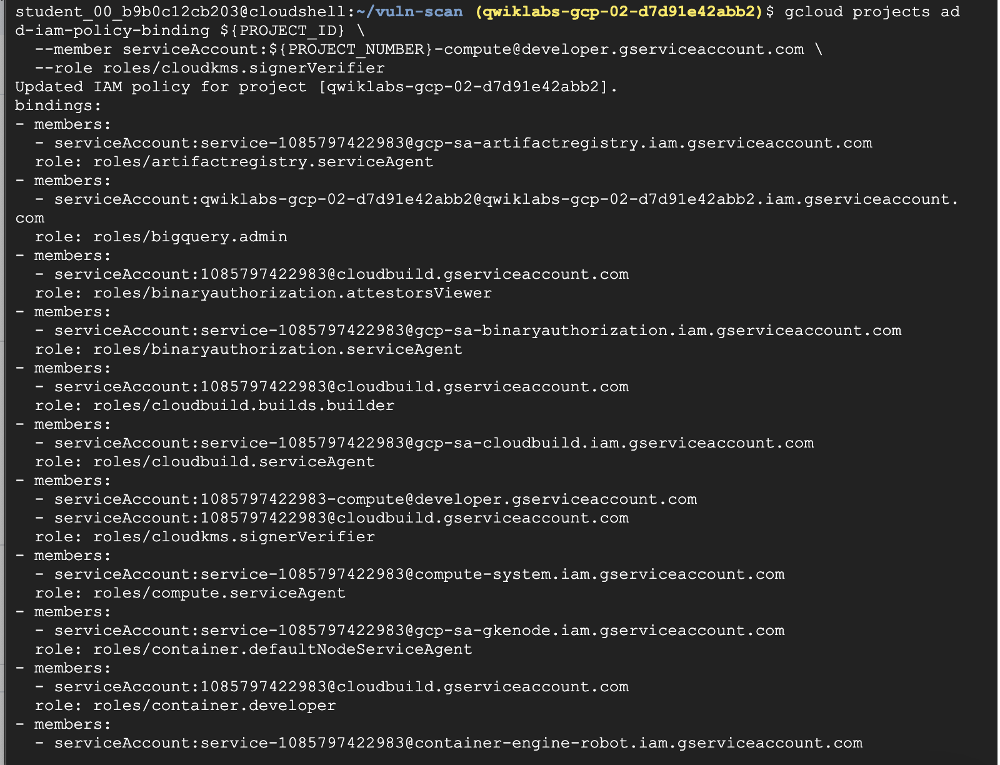 student_00_b9b0c12cb203@cloudshell:~/vuln-scan (qwiklabs-gcp-02-d7d91e42abb2)$ gcloud projects ad
d-iam-policy-binding ${PROJECT_ID} \
  --member serviceAccount:${PROJECT_NUMBER}-compute@developer.gserviceaccount.com \
  --role roles/cloudkms.signerVerifier
Updated IAM policy for project [qwiklabs-gcp-02-d7d91e42abb2].
bindings:
- members:
  - serviceAccount:service-1085797422983@gcp-sa-artifactregistry.iam.gserviceaccount.com
  role: roles/artifactregistry.serviceAgent
- members:
  - serviceAccount:qwiklabs-gcp-02-d7d91e42abb2@qwiklabs-gcp-02-d7d91e42abb2.iam.gserviceaccount.
com
  role: roles/bigquery.admin
- members:
  - serviceAccount:1085797422983@cloudbuild.gserviceaccount.com
  role: roles/binaryauthorization.attestorsViewer
- members:
  - serviceAccount:service-1085797422983@gcp-sa-binaryauthorization.iam.gserviceaccount.com
  role: roles/binaryauthorization.serviceAgent
- members:
  - serviceAccount:1085797422983@cloudbuild.gserviceaccount.com
  role: roles/cloudbuild.builds.builder
- members:
  - serviceAccount:service-1085797422983@gcp-sa-cloudbuild.iam.gserviceaccount.com
  role: roles/cloudbuild.serviceAgent
- members:
  - serviceAccount:1085797422983-compute@developer.gserviceaccount.com
  - serviceAccount:1085797422983@cloudbuild.gserviceaccount.com
  role: roles/cloudkms.signerVerifier
- members:
  - serviceAccount:service-1085797422983@compute-system.iam.gserviceaccount.com
  role: roles/compute.serviceAgent
- members:
  - serviceAccount:service-1085797422983@gcp-sa-gkenode.iam.gserviceaccount.com
  role: roles/container.defaultNodeServiceAgent
- members:
  - serviceAccount:1085797422983@cloudbuild.gserviceaccount.com
  role: roles/container.developer
- members:
  - serviceAccount:service-1085797422983@container-engine-robot.iam.gserviceaccount.com